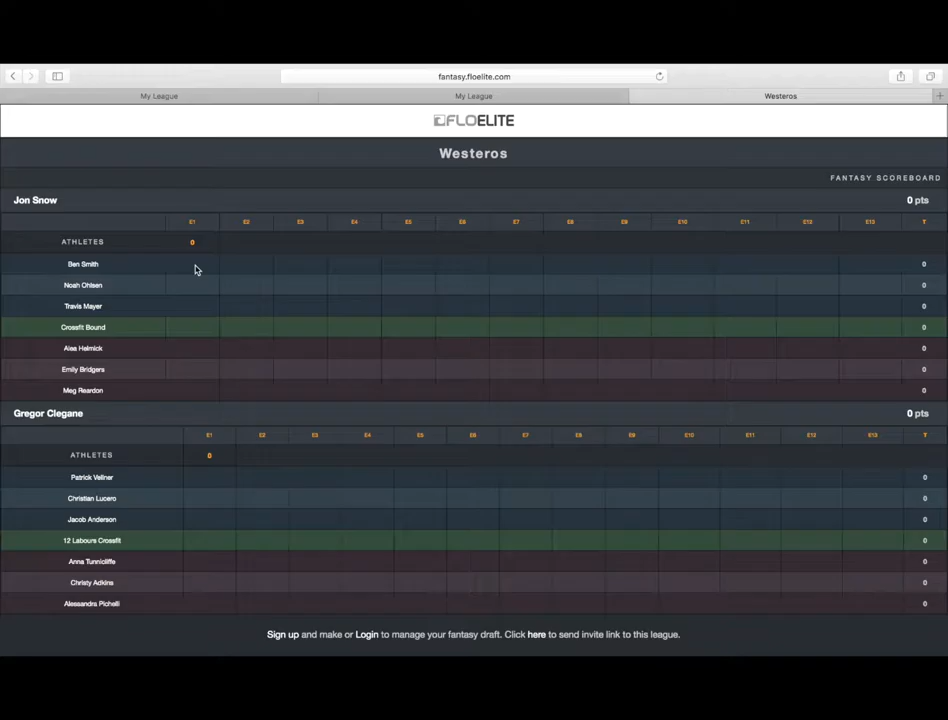 fantasy.floelite.com
My League My League Westeros
FLOELITE
Westeros
FANTASY SCOREBOARD
Jon Snow 0 pts
E1 E2 E3 E4 E5 E6 E7 E8 E9 E10 E11 E12 E13 T
ATHLETES 0
Ben Smith 0
Noah Ohlsen 0
Travis Mayer 0
Crossfit Bound 0
Alea Helmick 0
Emily Bridgers 0
Meg Reardon 0
Gregor Clegane 0 pts
E1 E2 E3 E4 E5 E6 E7 E8 E9 E10 E11 E12 E13 T
ATHLETES 0
Patrick Vellner 0
Christian Lucero 0
Jacob Anderson 0
12 Labours Crossfit 0
Anna Tunnicliffe 0
Christy Adkins 0
Alessandra Pichelli 0
Sign up and make or Login to manage your fantasy draft. Click here to send invite link to this league.